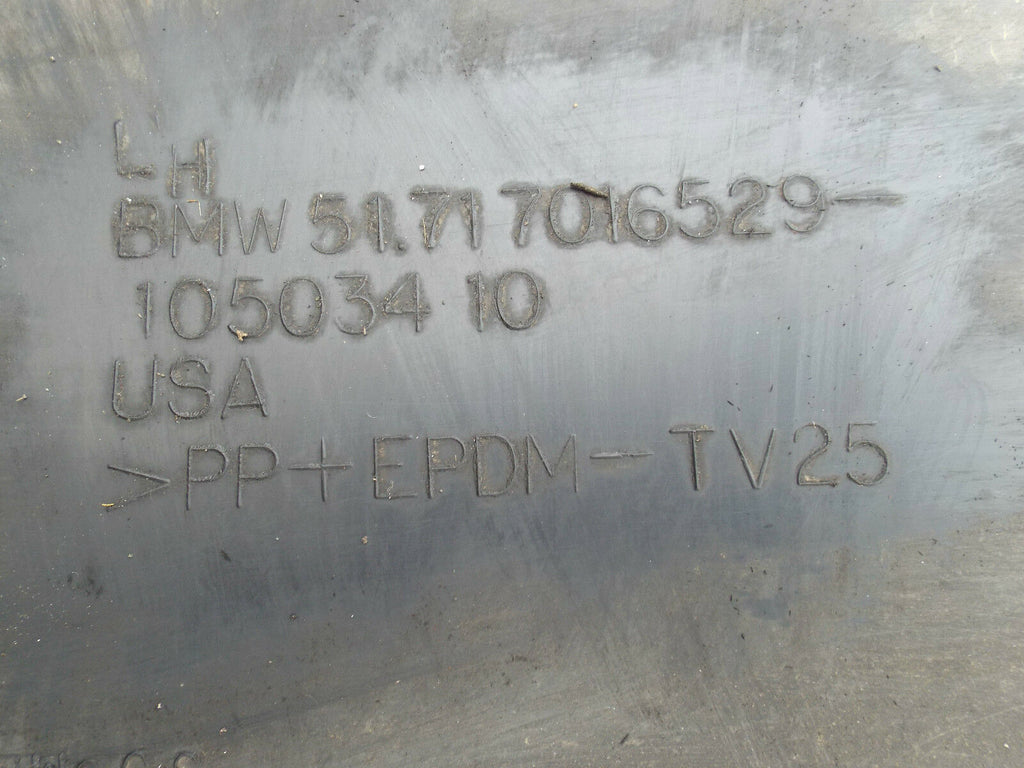 LH
BMW 51.71 7016529-
105034 10
USA
>PP+EPDM-TV25